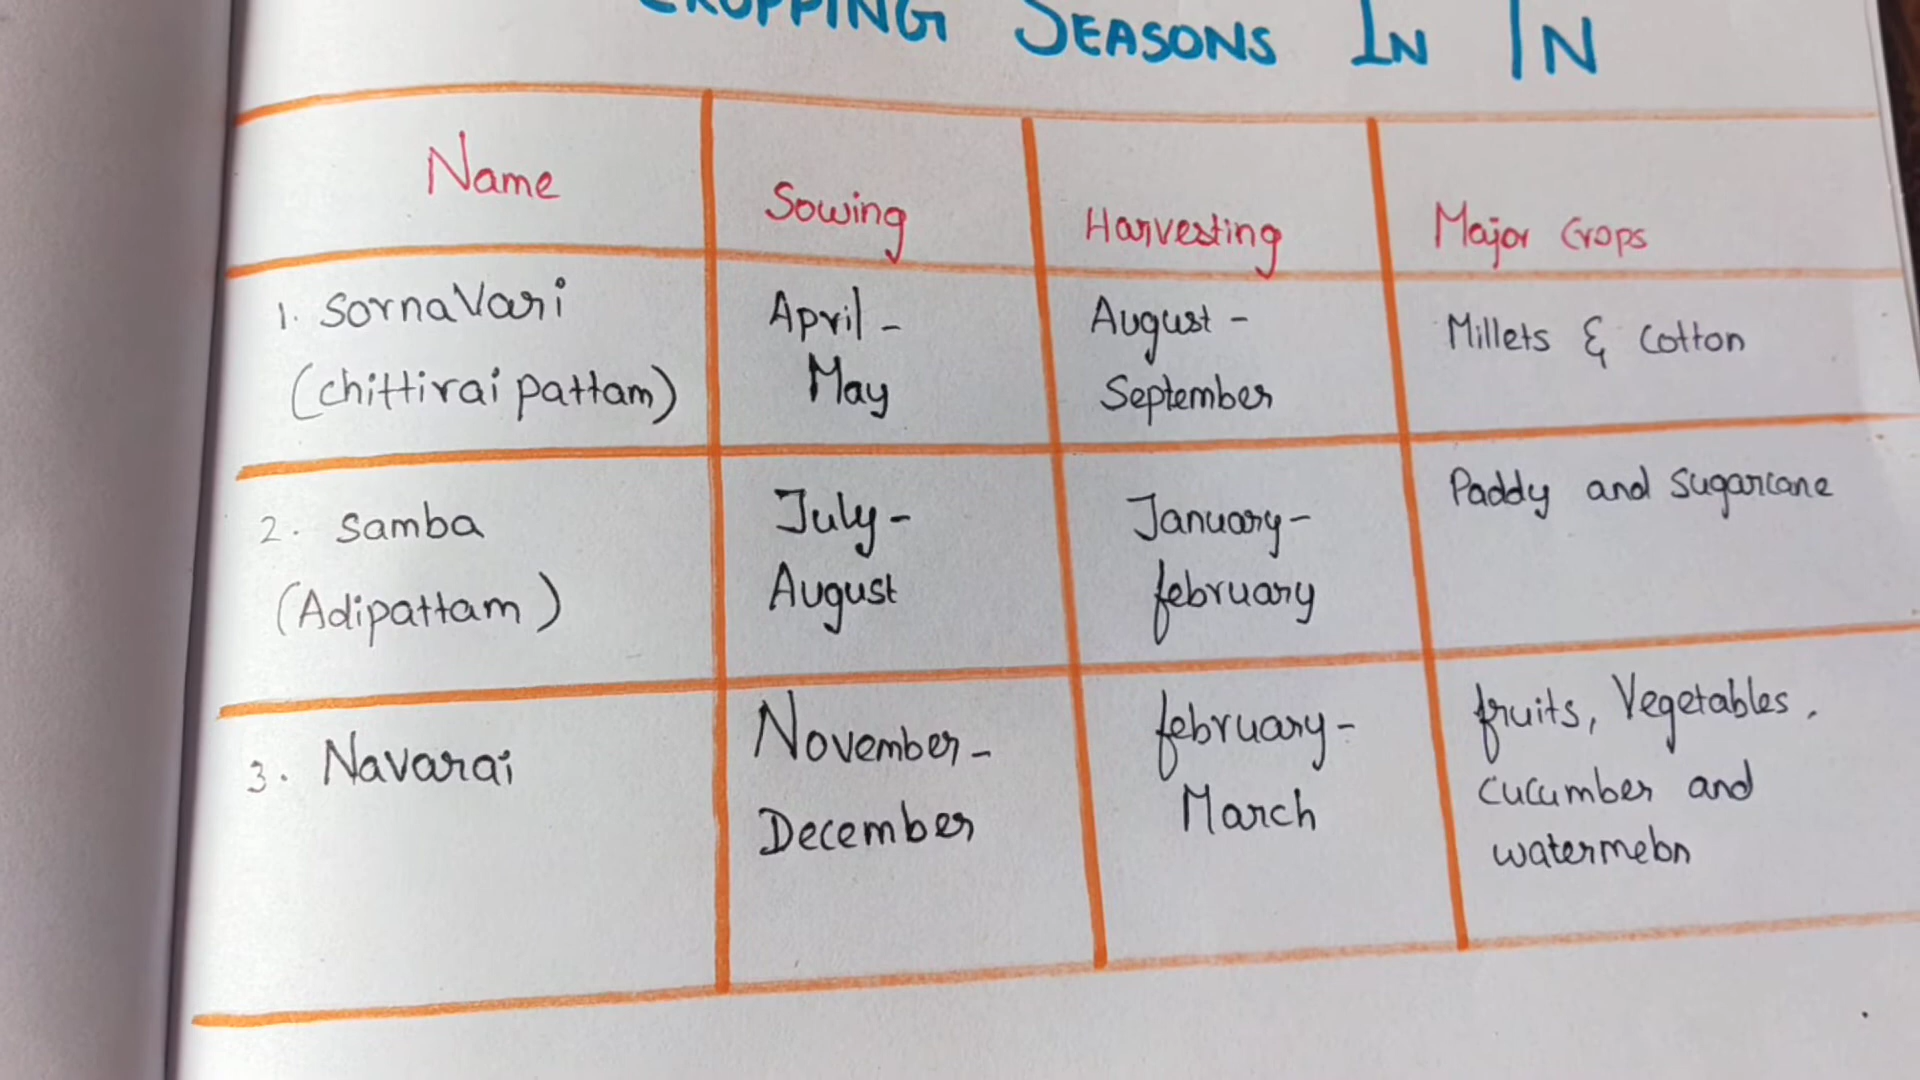 CROPPING SEASONS IN TN
Name
Sowing
Harvesting
Major Crops
1. SornaVari
(chittirai pattam)
April -
May
August -
September
Millets & Cotton
2. Samba
(Adipattam)
July -
August
January -
february
Paddy and Sugarcane
3. Navarai
November -
December
february -
March
fruits, Vegetables,
cucumber and
watermelon